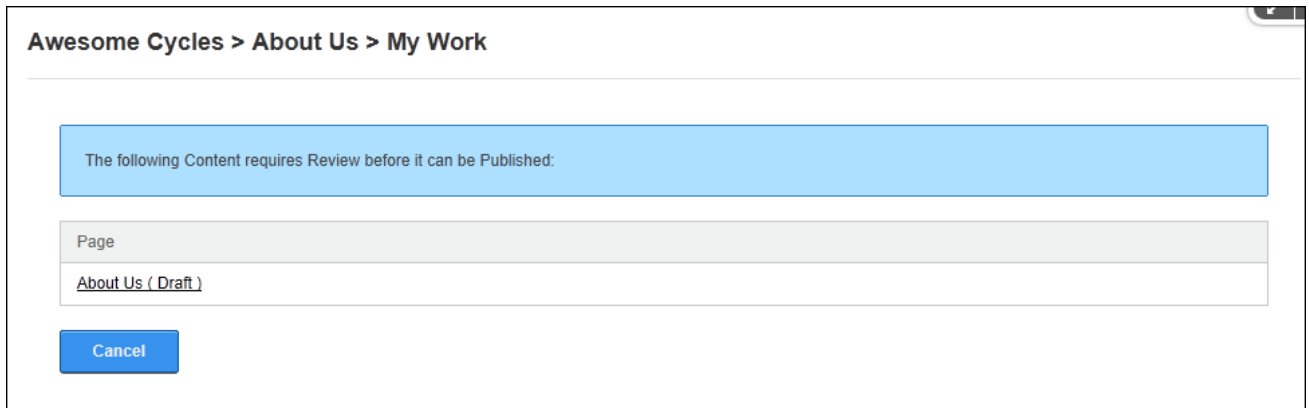 Awesome Cycles > About Us > My Work
The following Content requires Review before it can be Published:
Page
About Us ( Draft )
Cancel